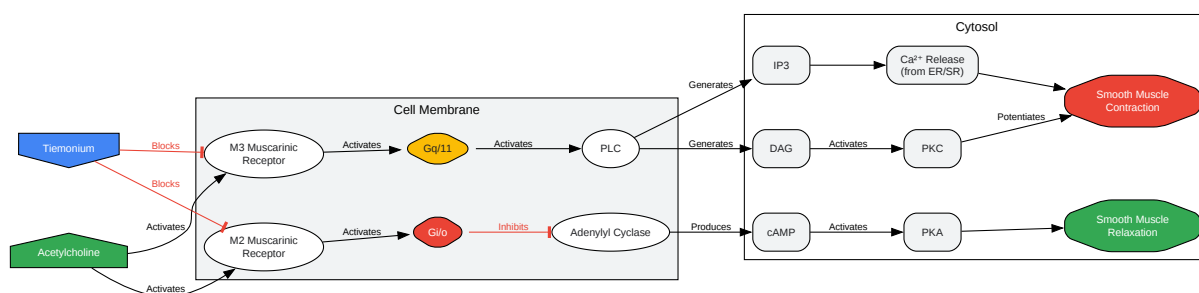 Cytosol
IP3
Ca²⁺ Release
(from ER/SR)
Generates
Smooth Muscle
Contraction
Cell Membrane
Potentiates
Tiemonium
Blocks
M3 Muscarinic
Receptor
Activates
Gq/11
Activates
PLC
Generates
DAG
Activates
PKC
Blocks
Activates
M2 Muscarinic
Receptor
Activates
Gi/o
Inhibits
Adenylyl Cyclase
Produces
cAMP
Activates
PKA
Smooth Muscle
Relaxation
Acetylcholine
Activates